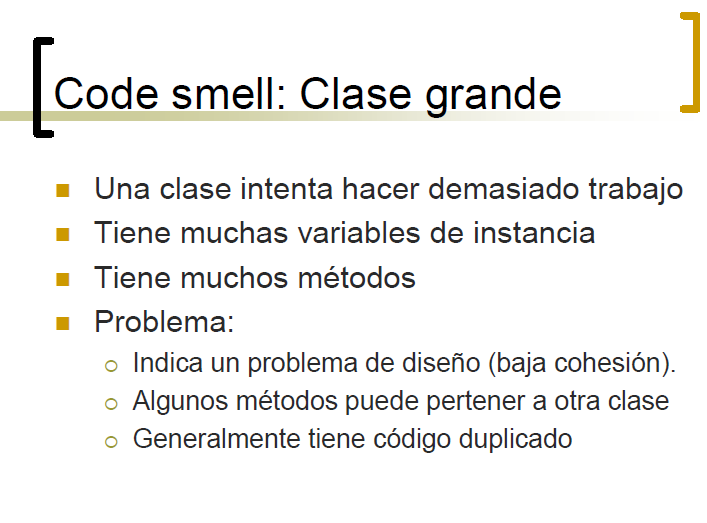 Code smell: Clase grande
Una clase intenta hacer demasiado trabajo
Tiene muchas variables de instancia
Tiene muchos métodos
Problema:
Indica un problema de diseño (baja cohesión).
Algunos métodos puede pertener a otra clase
Generalmente tiene código duplicado